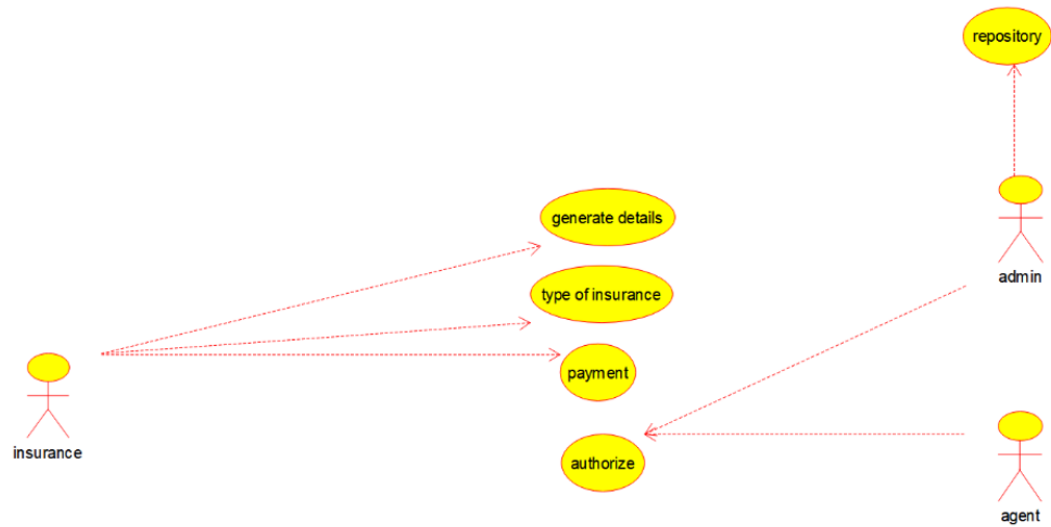 repository
generate details
admin
type of insurance
payment
insurance
authorize
agent